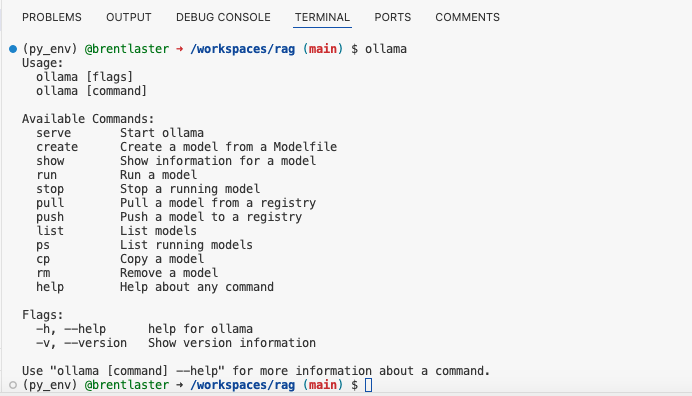 PROBLEMS OUTPUT DEBUG CONSOLE TERMINAL PORTS COMMENTS
(py_env) @brentlaster → /workspaces/rag (main) $ ollama
Usage:
  ollama [flags]
  ollama [command]

Available Commands:
  serve       Start ollama
  create      Create a model from a Modelfile
  show        Show information for a model
  run         Run a model
  stop        Stop a running model
  pull        Pull a model from a registry
  push        Push a model to a registry
  list        List models
  ps          List running models
  cp          Copy a model
  rm          Remove a model
  help        Help about any command

Flags:
  -h, --help      help for ollama
  -v, --version   Show version information

Use "ollama [command] --help" for more information about a command.
(py_env) @brentlaster → /workspaces/rag (main) $